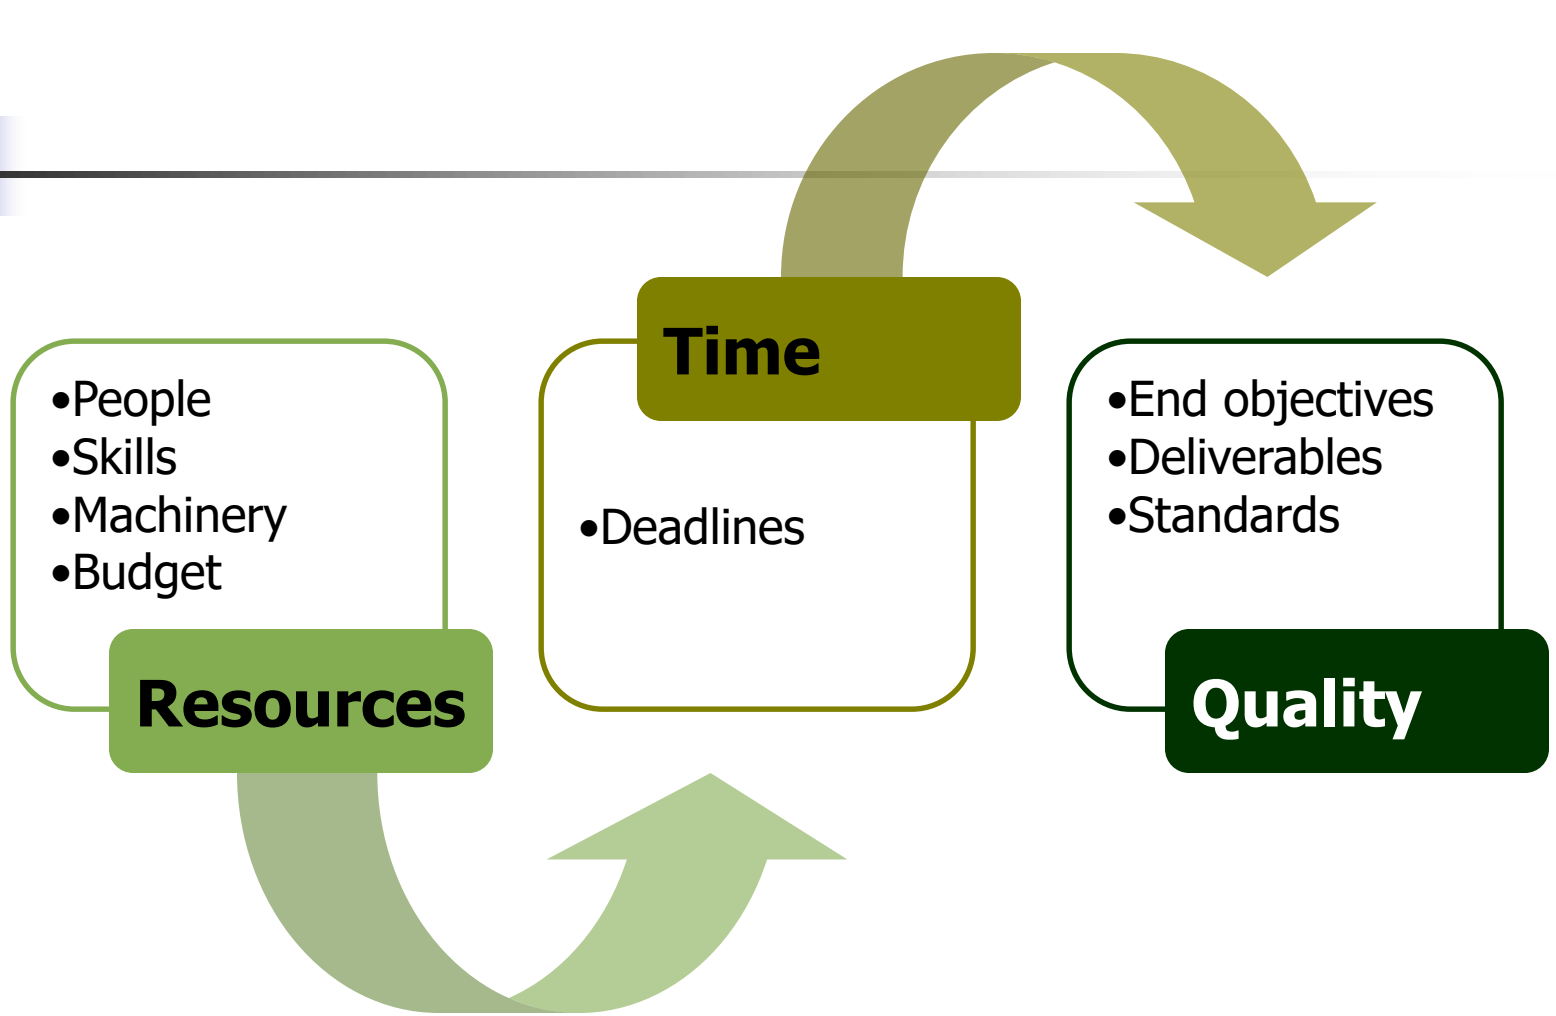 •People
•Skills
•Machinery
•Budget
Resources
Time
•Deadlines
•End objectives
•Deliverables
•Standards
Quality